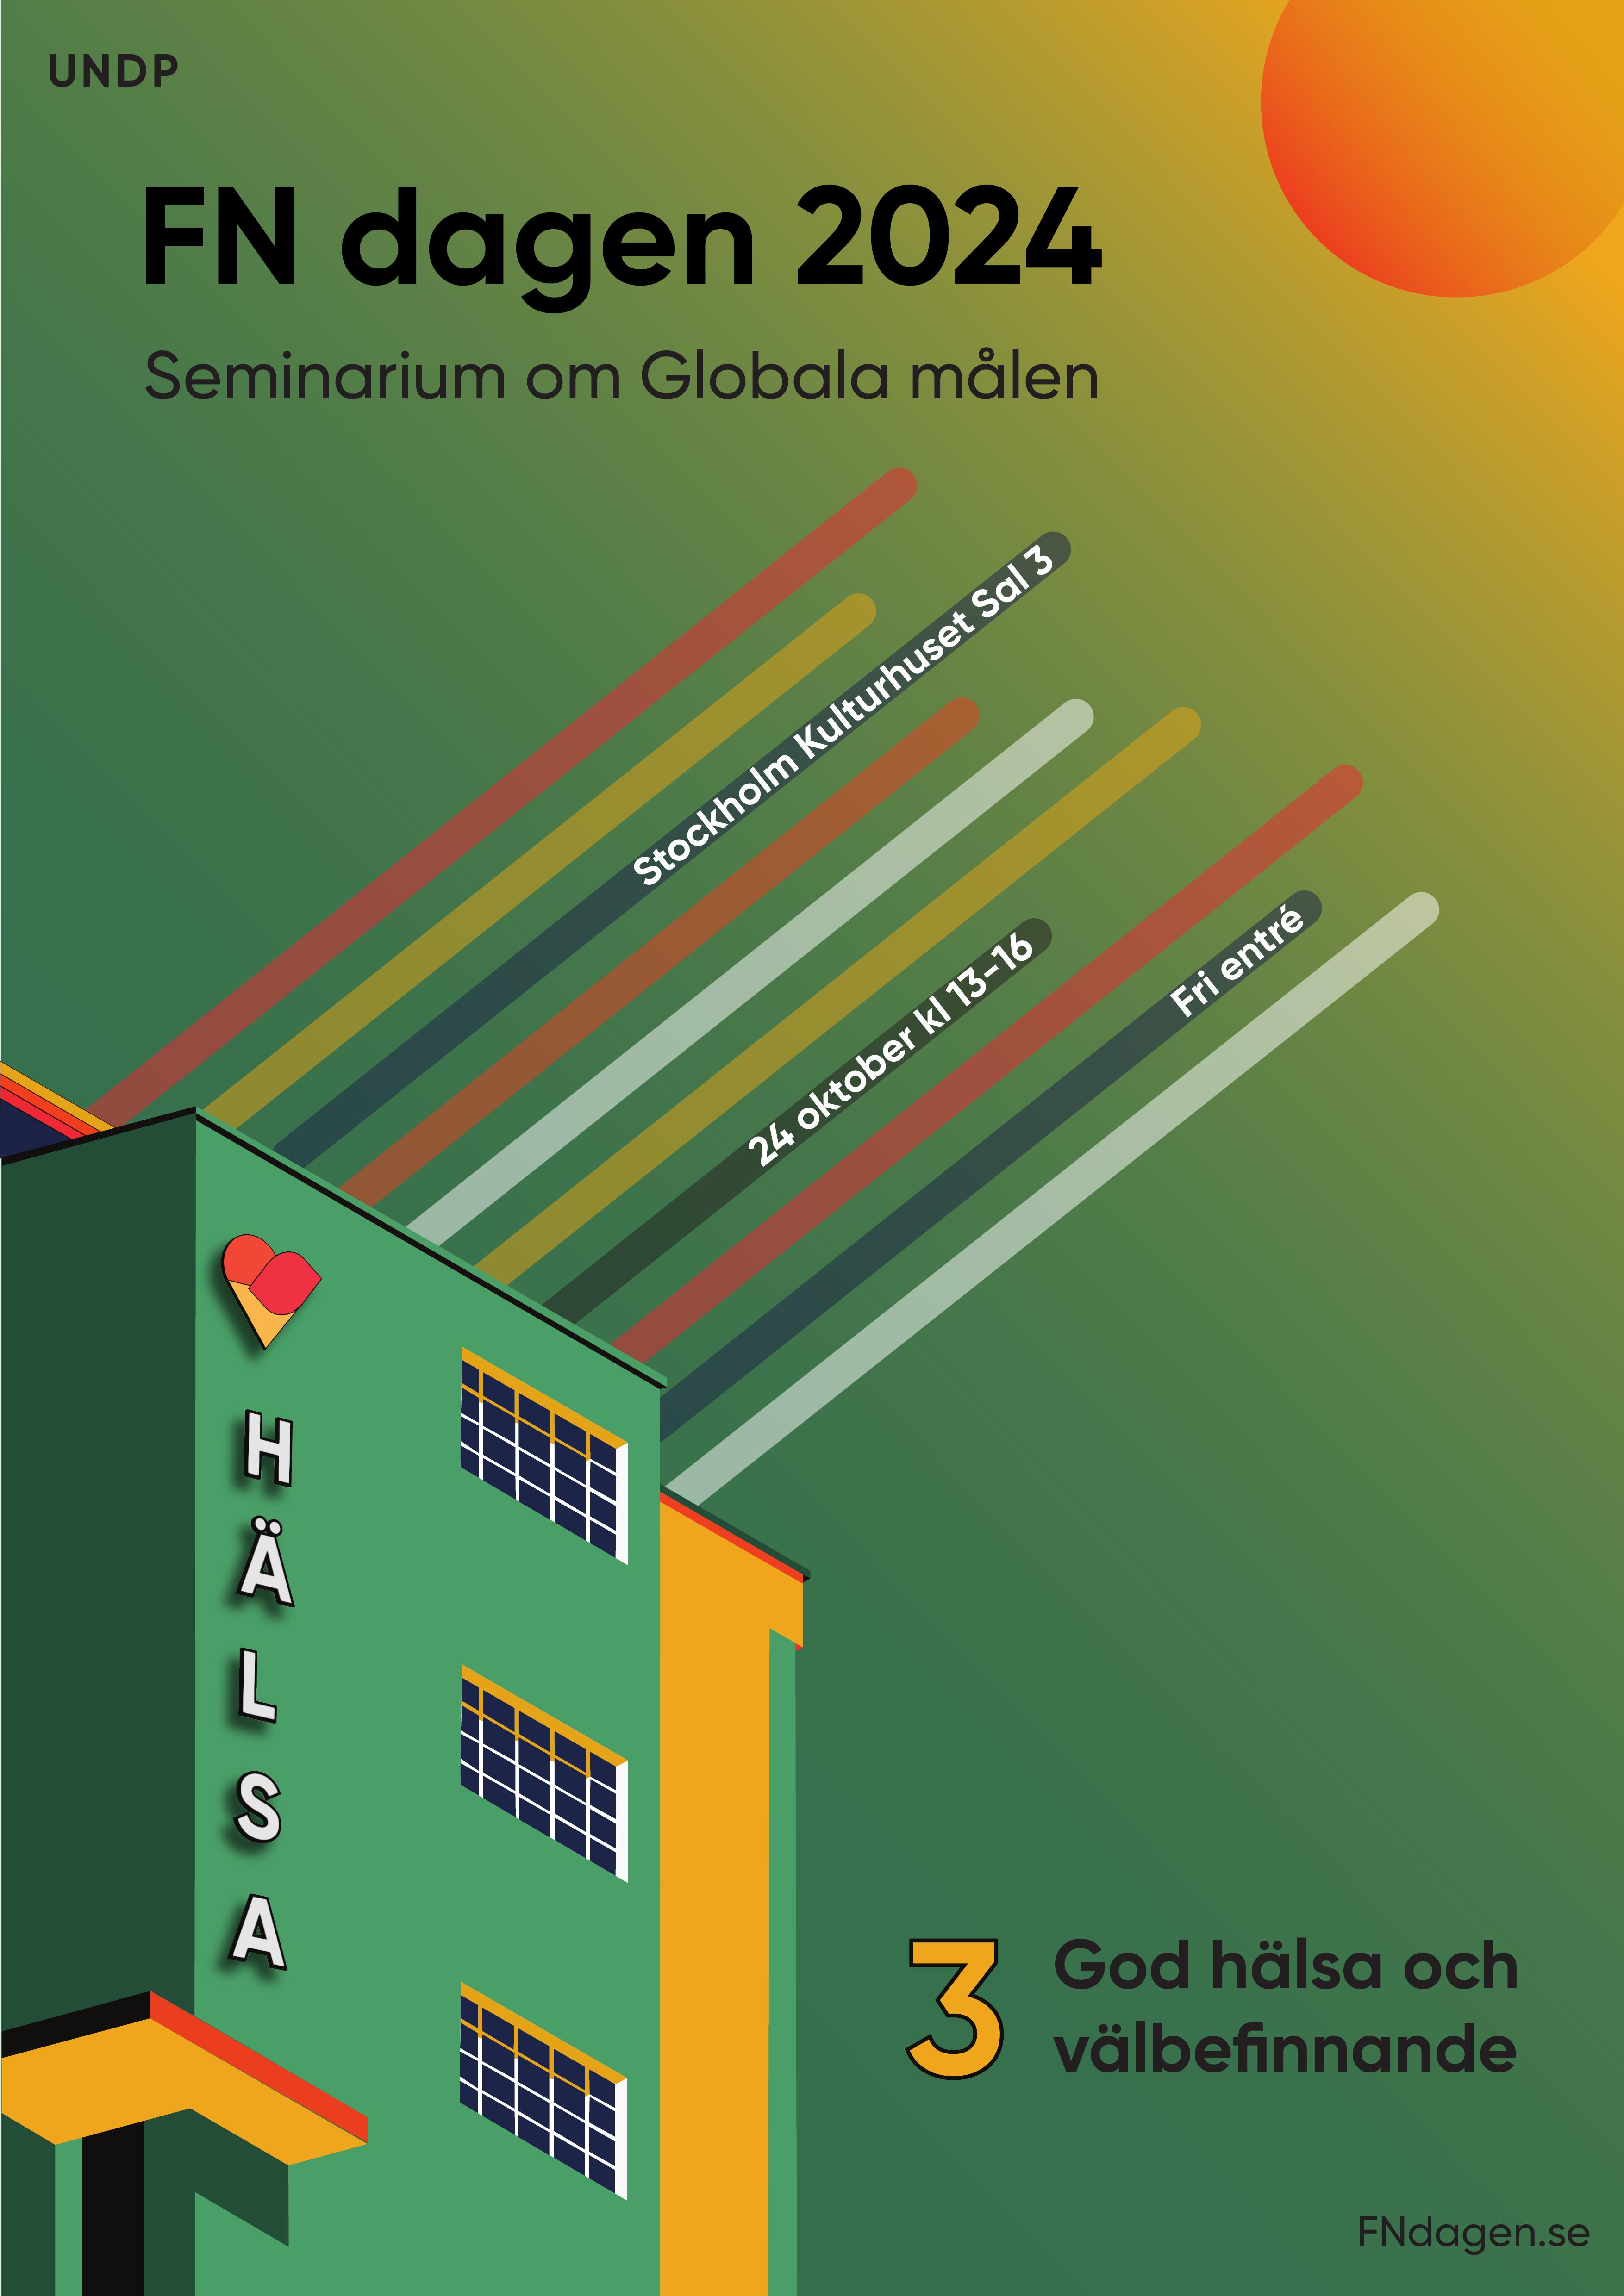 UNDP
FN dagen 2024
Seminarium om Globala målen
Stockholm Kulturhuset Sal 3
24 oktober kl 13-16
Fri entré
HÄLSA
3
God hälsa och
välbefinnande
FNdagen.se